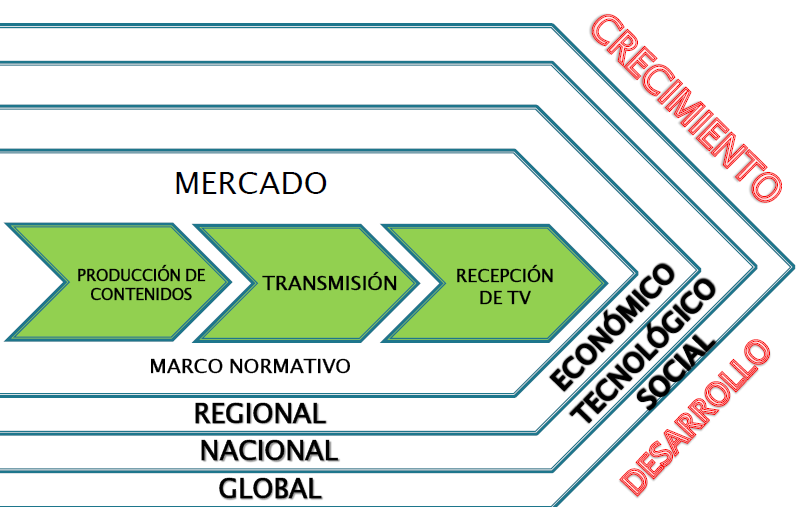 CRECIMIENTO
MERCADO
PRODUCCIÓN DE
CONTENIDOS
TRANSMISIÓN
RECEPCIÓN
DE TV
MARCO NORMATIVO
ECONÓMICO
TECNOLÓGICO
SOCIAL
DESARROLLO
REGIONAL
NACIONAL
GLOBAL